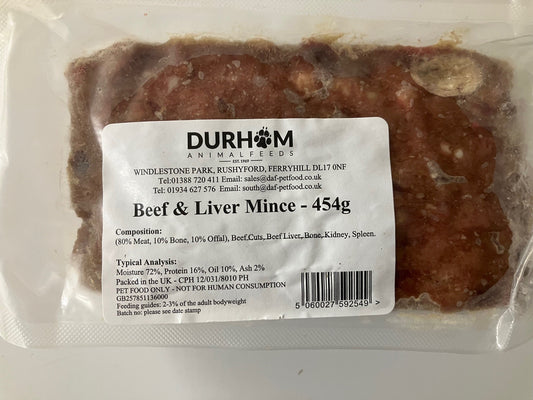 DURHAM
ANIMALFEEDS
EST. 1969
WINDLESTONE PARK, RUSHYFORD, FERRYHILL DL17 0NF
Tel:01388 720 411 Email: sales@daf-petfood.co.uk
Tel: 01934 627 576 Email: south@daf-petfood.co.uk
Beef & Liver Mince - 454g
Composition:
(80% Meat, 10% Bone, 10% Offal), Beef Cuts, Beef Liver, Bone, Kidney, Spleen.
Typical Analysis:
Moisture 72%, Protein 16%, Oil 10%, Ash 2%
Packed in the UK - CPH 12/031/8010 PH
PET FOOD ONLY - NOT FOR HUMAN CONSUMPTION
GB257851136000
Feeding guides: 2-3% of the adult bodyweight
Batch no: please see date stamp
5 060027 592549 >